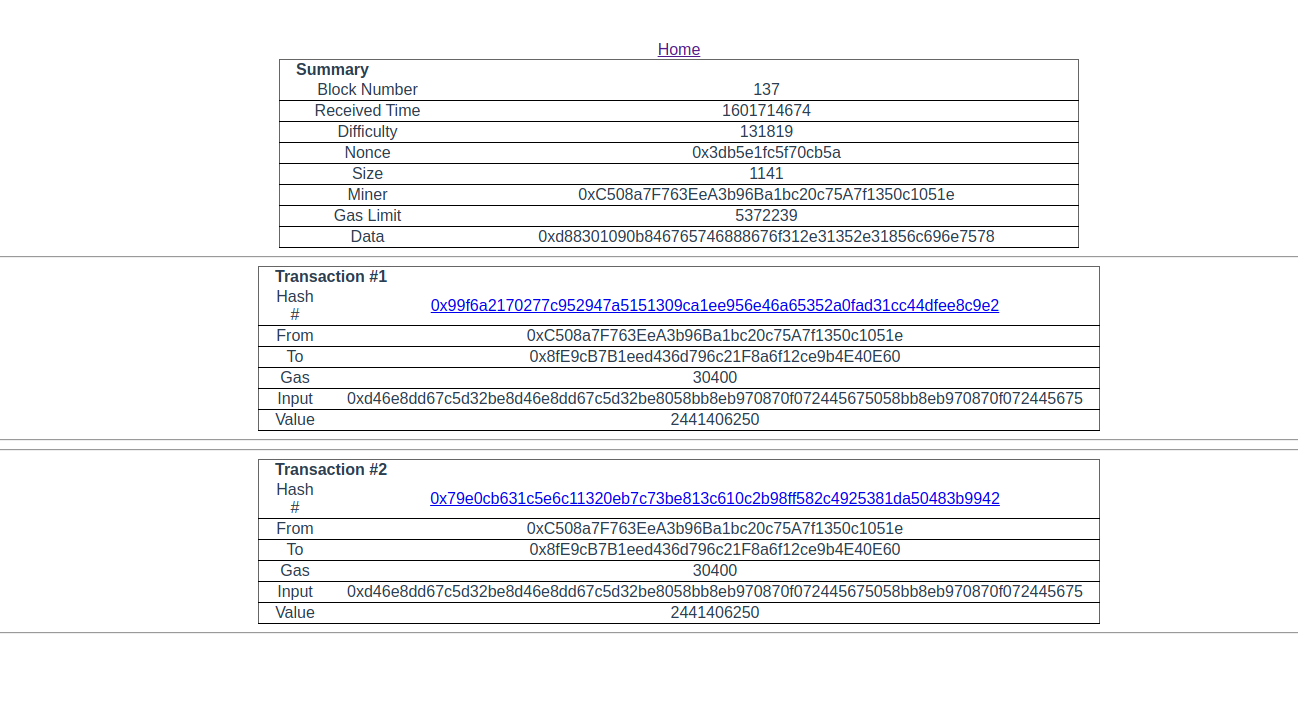 Home
Summary
Block Number 137
Received Time 1601714674
Difficulty 131819
Nonce 0x3db5e1fc5f70cb5a
Size 1141
Miner 0xC508a7F763EeA3b96Ba1bc20c75A7f1350c1051e
Gas Limit 5372239
Data 0xd88301090b846765746888676f312e31352e31856c696e7578
Transaction #1
Hash # 0x99f6a2170277c952947a5151309ca1ee956e46a65352a0fad31cc44dfee8c9e2
From 0xC508a7F763EeA3b96Ba1bc20c75A7f1350c1051e
To 0x8fE9cB7B1eed436d796c21F8a6f12ce9b4E40E60
Gas 30400
Input 0xd46e8dd67c5d32be8d46e8dd67c5d32be8058bb8eb970870f072445675058bb8eb970870f072445675
Value 2441406250
Transaction #2
Hash # 0x79e0cb631c5e6c11320eb7c73be813c610c2b98ff582c4925381da50483b9942
From 0xC508a7F763EeA3b96Ba1bc20c75A7f1350c1051e
To 0x8fE9cB7B1eed436d796c21F8a6f12ce9b4E40E60
Gas 30400
Input 0xd46e8dd67c5d32be8d46e8dd67c5d32be8058bb8eb970870f072445675058bb8eb970870f072445675
Value 2441406250